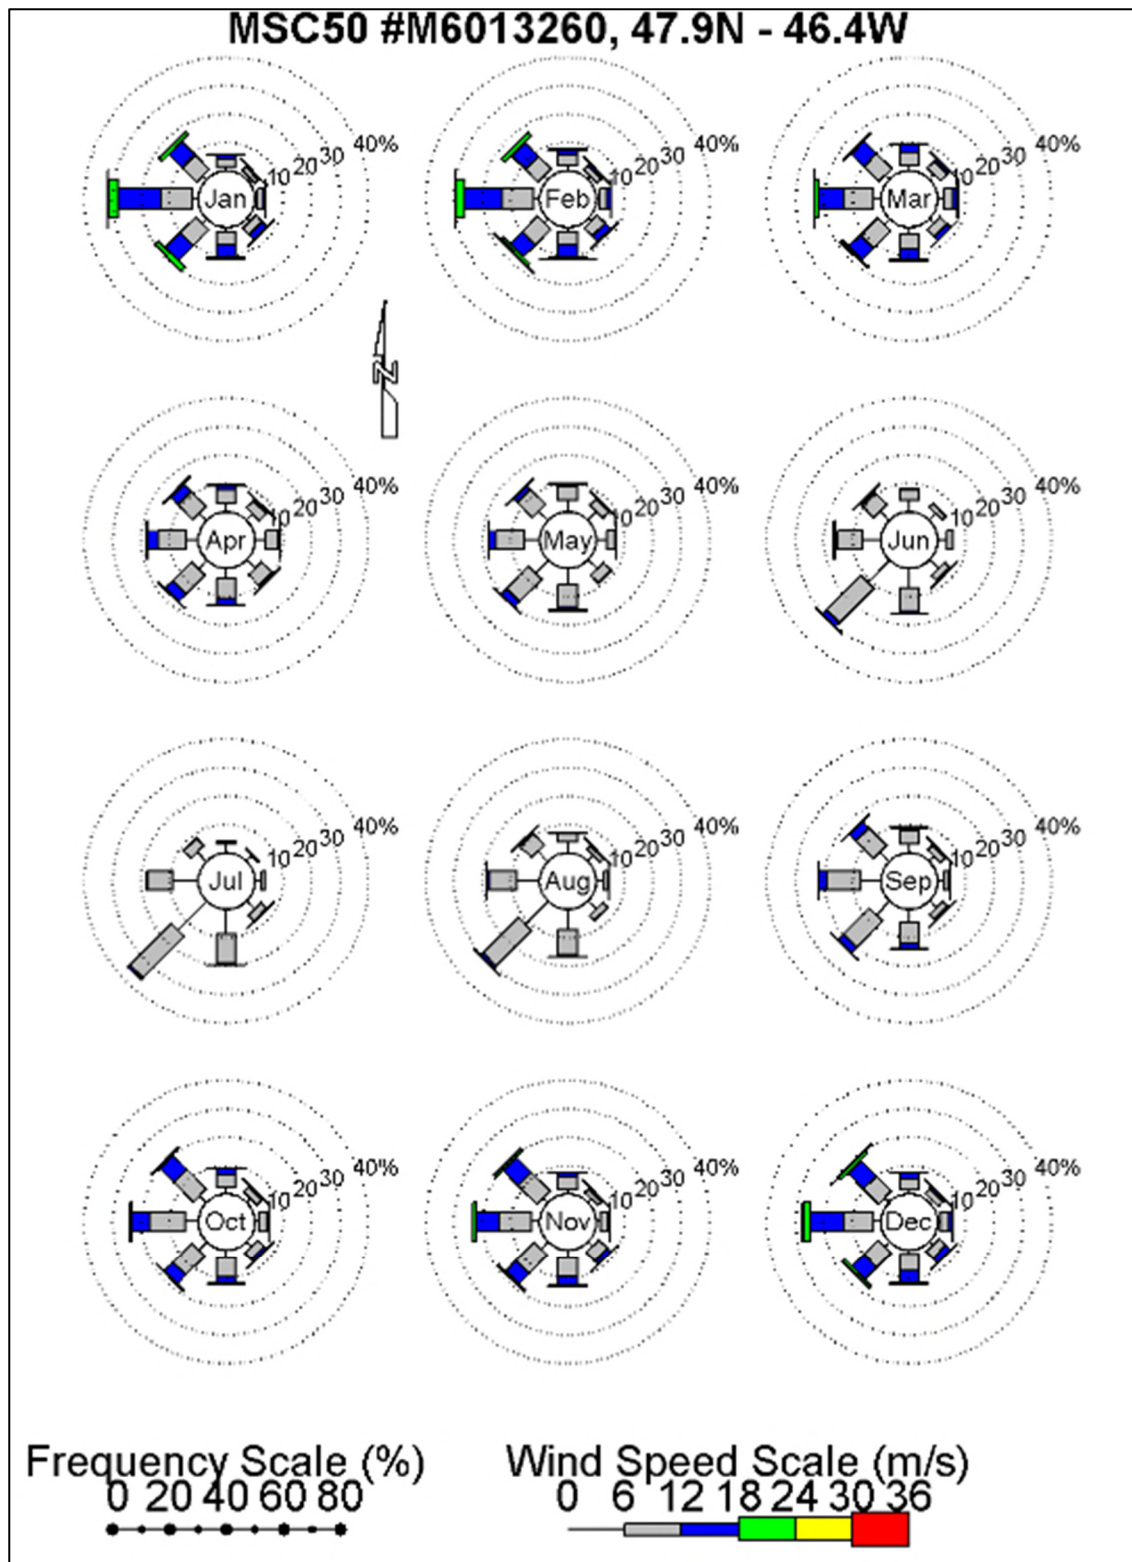 MSC50 #M6013260, 47.9N - 46.4W
Jan 10 20 30 40%
Feb 10 20 30 40%
Mar 10 20 30 40%
N
Apr 10 20 30 40%
May 10 20 30 40%
Jun 10 20 30 40%
Jul 10 20 30 40%
Aug 10 20 30 40%
Sep 10 20 30 40%
Oct 10 20 30 40%
Nov 10 20 30 40%
Dec 10 20 30 40%
Frequency Scale (%)
0 20 40 60 80
Wind Speed Scale (m/s)
0 6 12 18 24 30 36